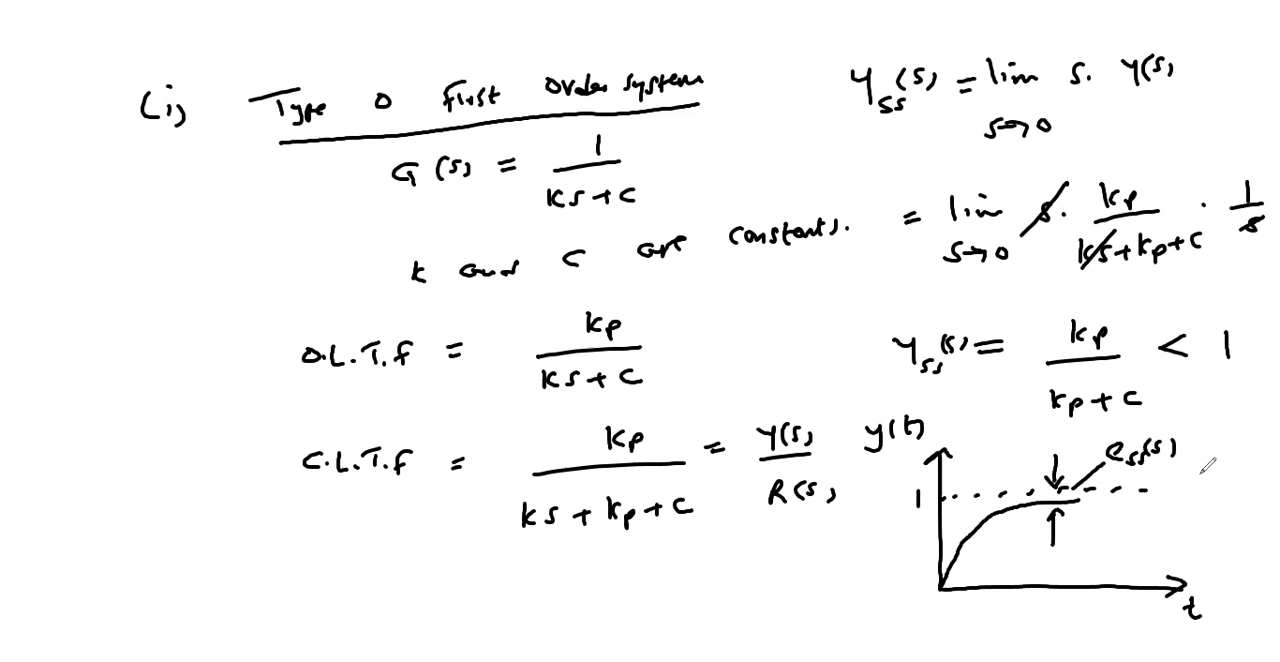 (i) Type 0 first order system
G(s) = 1 / (ks + c)
k and c are constants.
O.L.T.f = kp / (ks + c)
C.L.T.f = kp / (ks + kp + c) = Y(s) / R(s)
Yss(s) = lim s→0 s. Y(s)
= lim s→0 s. kp / (ks + kp + c) . 1/s
Yss(s) = kp / (kp + c) < 1
y(t)
ess(s)
1
t